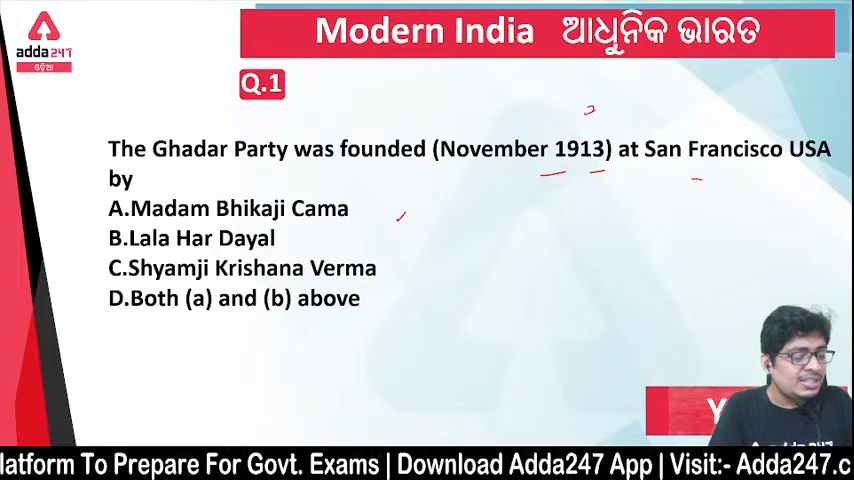 adda247
ଓଡ଼ିଆ
Modern India ଆଧୁନିକ ଭାରତ
Q.1
The Ghadar Party was founded (November 1913) at San Francisco USA
by
A.Madam Bhikaji Cama
B.Lala Har Dayal
C.Shyamji Krishana Verma
D.Both (a) and (b) above
latform To Prepare For Govt. Exams | Download Adda247 App | Visit:- Adda247.c